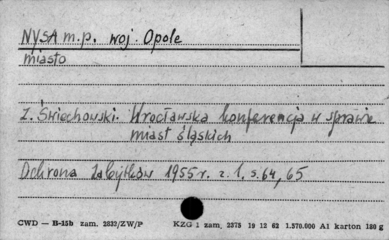 NYSA m.p. woj. Opole
miasto
Z. Świechowski. Wrocławska konferencja w sprawie
miast śląskich
Ochrona Zabytków 1955 r. z. 1. s. 64, 65
CWD — B-15b zam. 2833/ZW/P KZG 1 zam. 2375 19 12 62 1.570.000 A1 karton 180 g